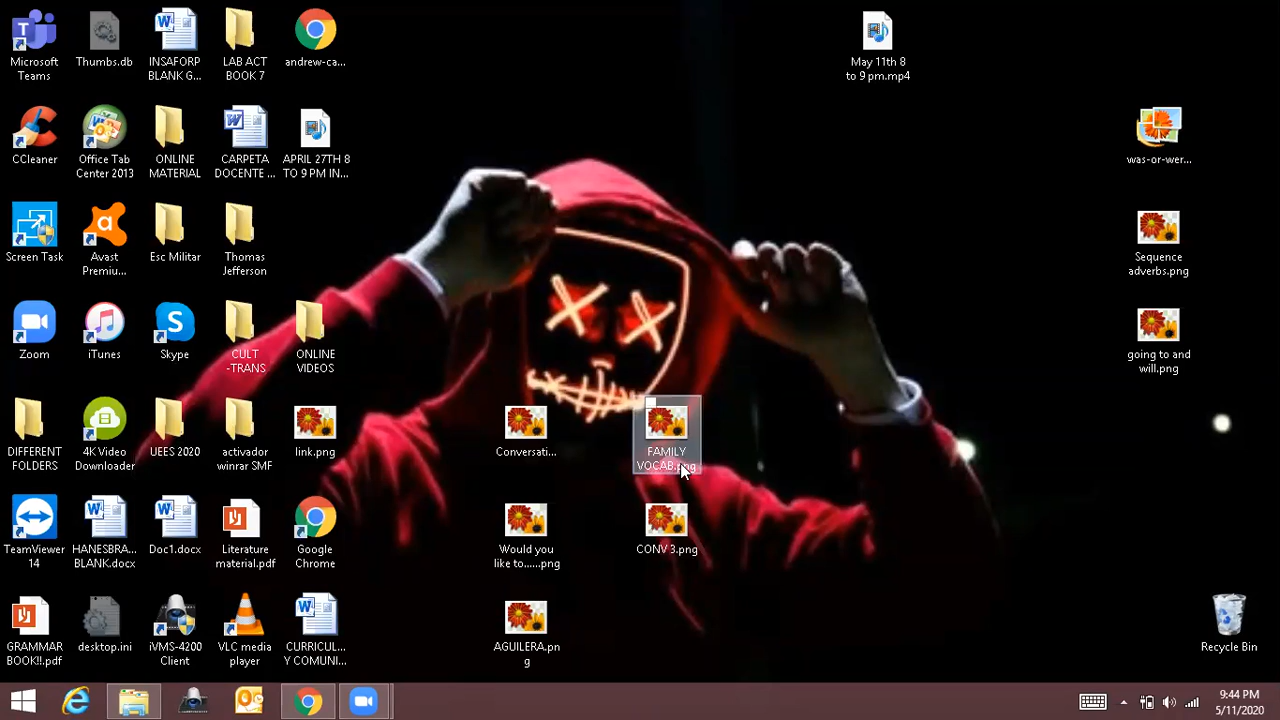 Microsoft
Teams
Thumbs.db
INSAFORP
BLANK G...
LAB ACT
BOOK 7
andrew-ca...
May 11th 8
to 9 pm.mp4
CCleaner
Office Tab
Center 2013
ONLINE
MATERIAL
CARPETA
DOCENTE ...
APRIL 27TH 8
TO 9 PM IN...
was-or-wer...
Screen Task
Avast
Premiu...
Esc Militar
Thomas
Jefferson
Sequence
adverbs.png
Zoom
iTunes
Skype
CULT
-TRANS
ONLINE
VIDEOS
going to and
will.png
DIFFERENT
FOLDERS
4K Video
Downloader
UEES 2020
activador
winrar SMF
link.png
Conversati...
FAMILY
VOCAB.png
TeamViewer
14
HANESBRA...
BLANK.docx
Doc1.docx
Literature
material.pdf
Google
Chrome
Would you
like to......png
CONV 3.png
GRAMMAR
BOOK!!.pdf
desktop.ini
iVMS-4200
Client
VLC media
player
CURRICUL...
Y COMUNI...
AGUILERA.pn
g
Recycle Bin
9:44 PM
5/11/2020